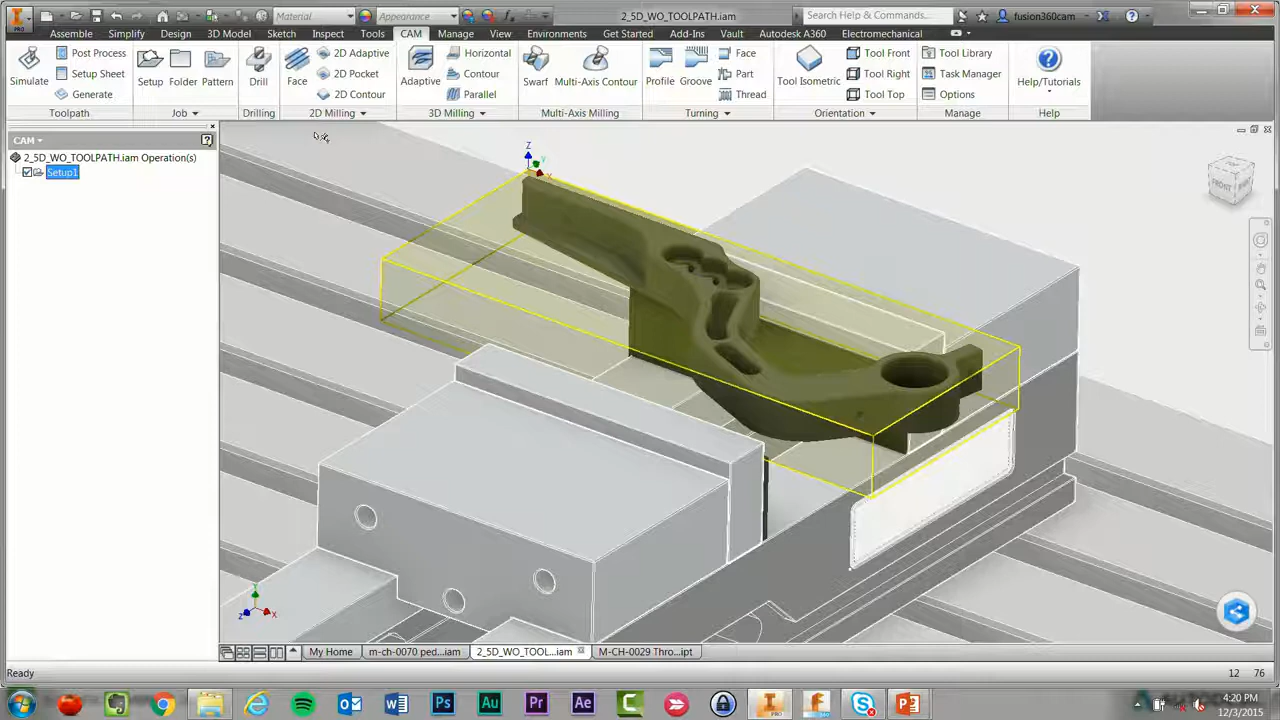 Material
Appearance
2_5D_WO_TOOLPATH.iam
Search Help & Commands...
fusion360cam
PRO
Assemble Simplify Design 3D Model Sketch Inspect Tools CAM Manage View Environments Get Started Add-Ins Vault Autodesk A360 Electromechanical
Simulate
Post Process
Setup Sheet
Generate
Toolpath
Setup Folder Pattern
Job
Drill
Drilling
Face
2D Adaptive
2D Pocket
2D Contour
2D Milling
Adaptive
Horizontal
Contour
Parallel
3D Milling
Swarf Multi-Axis Contour
Multi-Axis Milling
Profile Groove
Face
Part
Thread
Turning
Tool Isometric
Tool Front
Tool Right
Tool Top
Orientation
Tool Library
Task Manager
Options
Manage
Help/Tutorials
Help
CAM
2_5D_WO_TOOLPATH.iam Operation(s)
Setup1
Z
Y
X
FRONT
Y
Z X
My Home m-ch-0070 ped...iam 2_5D_WO_TOOL...iam M-CH-0029 Thro...ipt
Ready
12 76
4:20 PM
12/3/2015